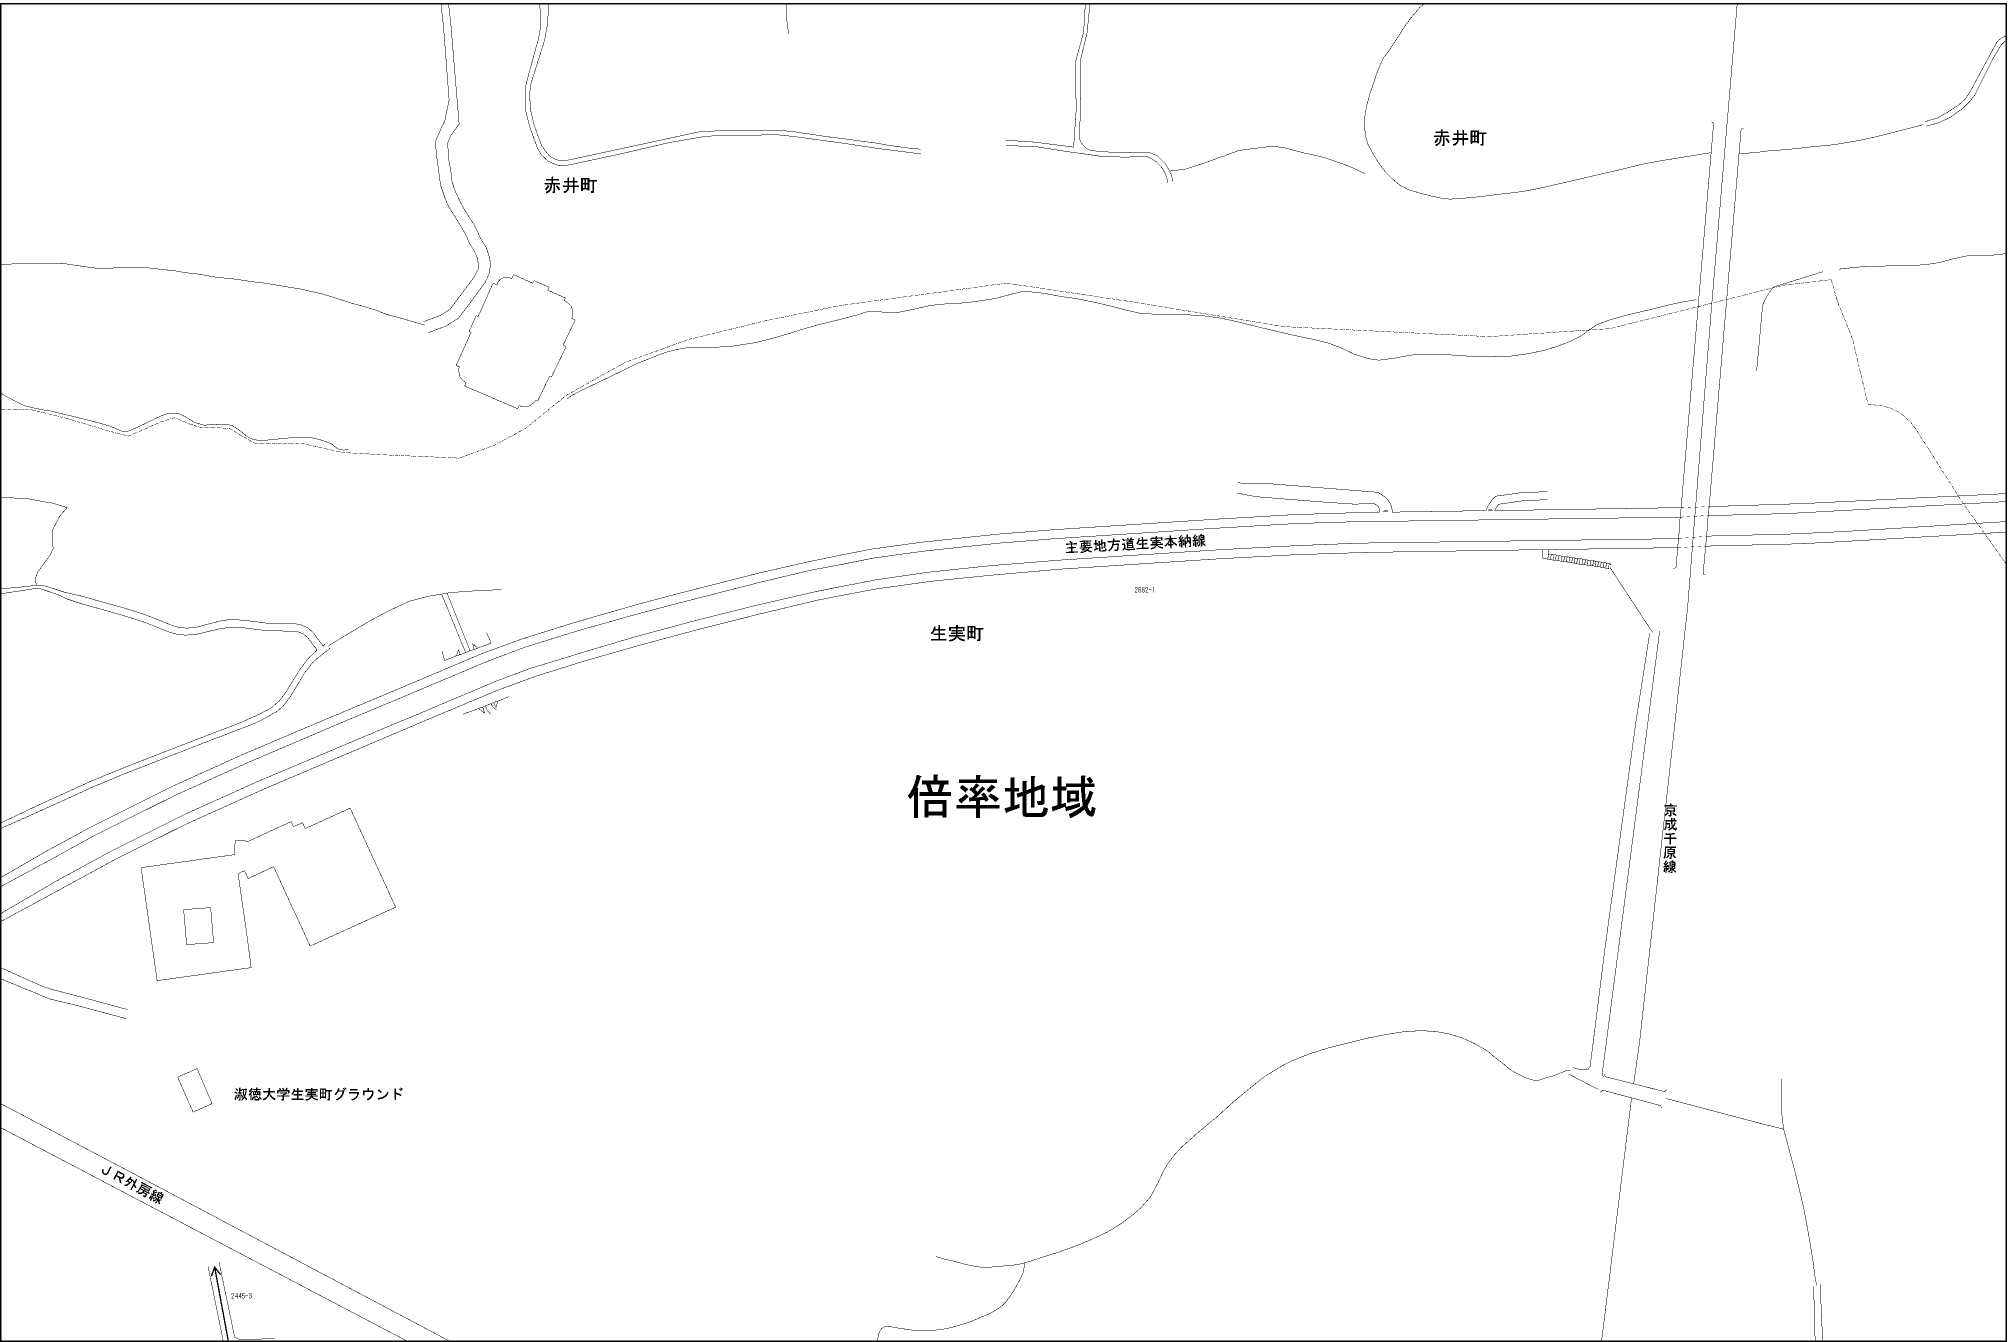 赤井町
赤井町
主要地方道生実本納線
2662-1
生実町
倍率地域
京成千原線
淑徳大学生実町グラウンド
ＪＲ外房線
2445-3